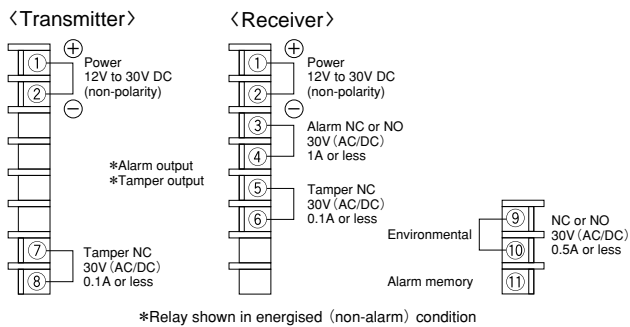 〈Transmitter〉
⊕
① Power
12V to 30V DC
② (non-polarity)
⊖
*Alarm output
*Tamper output
⑦ Tamper NC
30V (AC/DC)
⑧ 0.1A or less
〈Receiver〉
⊕
① Power
12V to 30V DC
② (non-polarity)
⊖
③ Alarm NC or NO
30V (AC/DC)
④ 1A or less
⑤ Tamper NC
30V (AC/DC)
⑥ 0.1A or less
Environmental
⑨ NC or NO
30V (AC/DC)
⑩ 0.5A or less
Alarm memory ⑪
*Relay shown in energised (non-alarm) condition